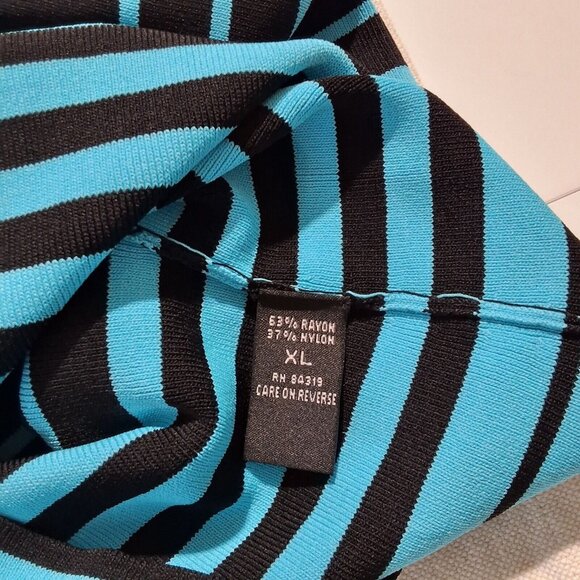 63% RAYON
37% NYLON
XL
RN 84319
CARE ON REVERSE